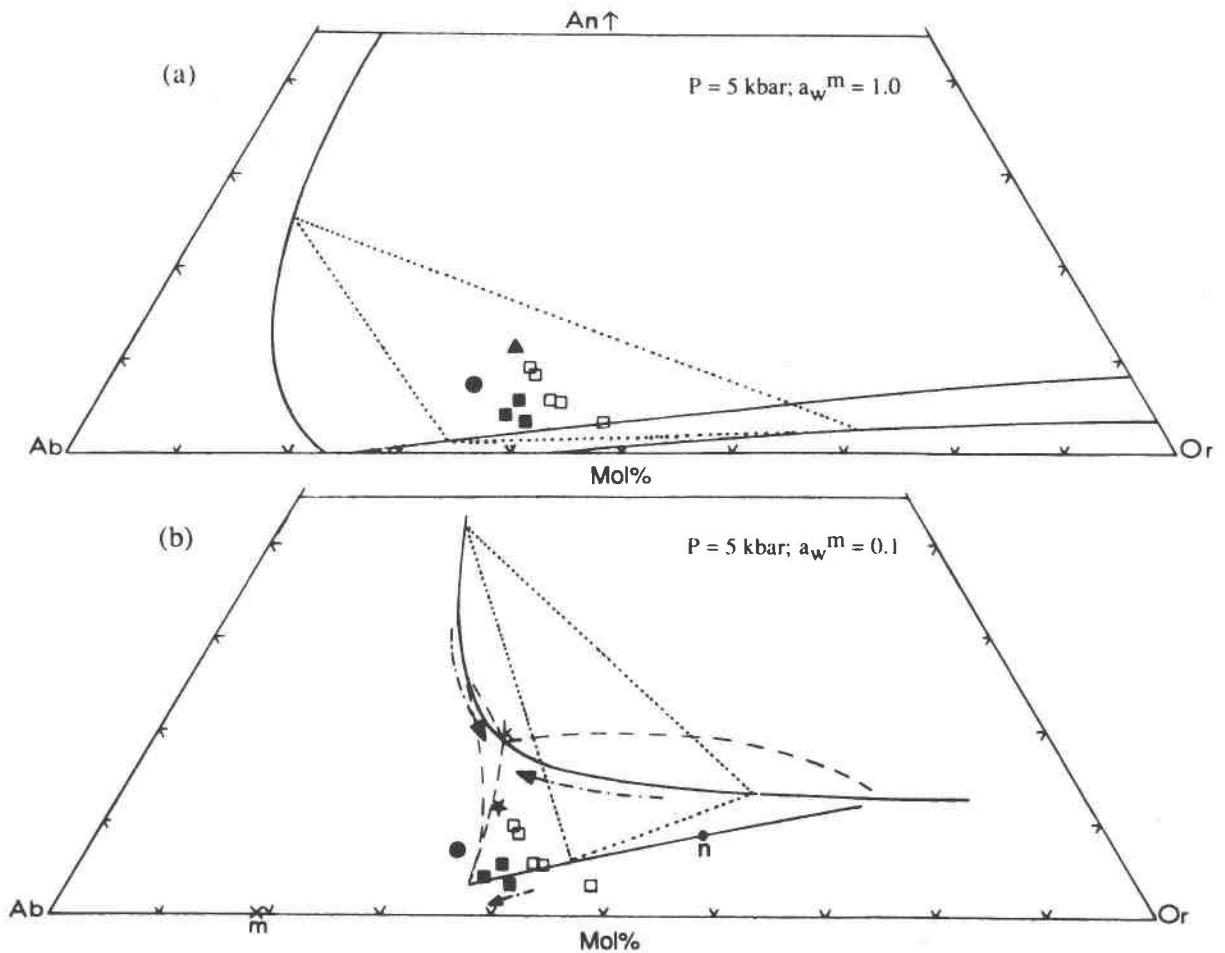 An↑
(a)
P = 5 kbar; a_w^m = 1.0
Ab
Or
Mol%
(b)
P = 5 kbar; a_w^m = 0.1
n
Ab
m
Or
Mol%